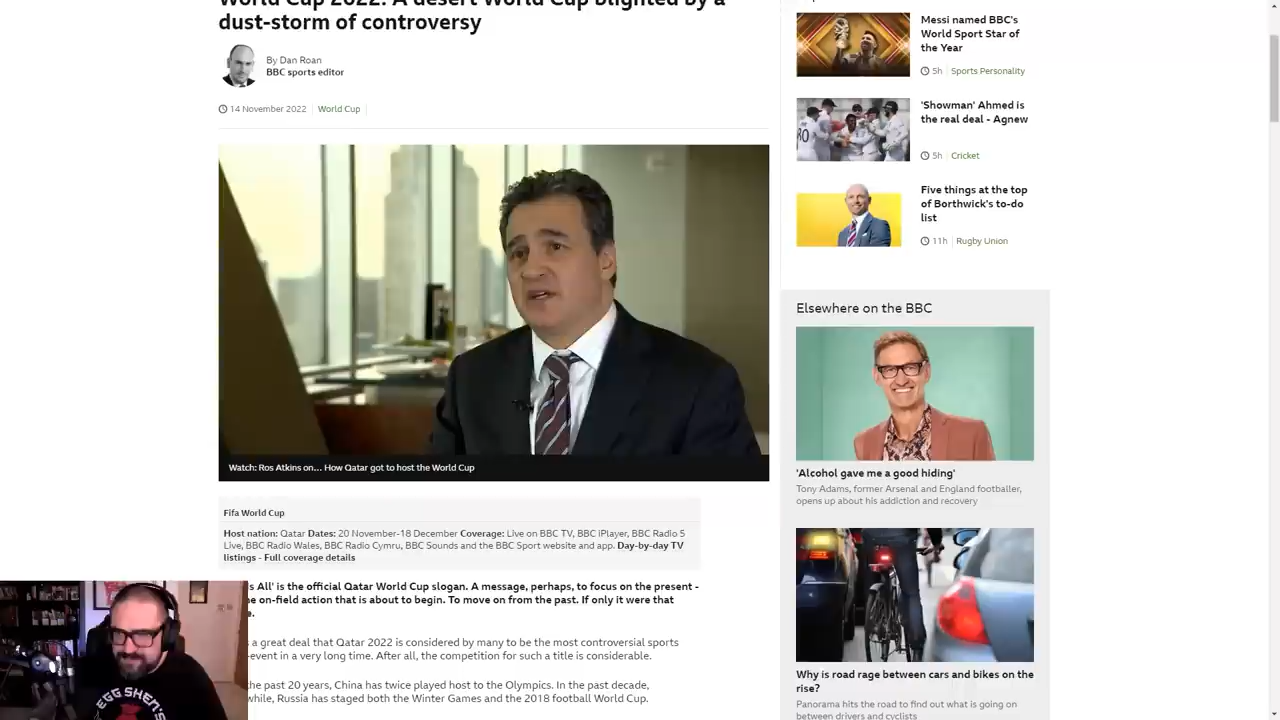 World Cup 2022: A desert World Cup blighted by a
dust-storm of controversy
By Dan Roan
BBC sports editor
14 November 2022
World Cup
Watch: Ros Atkins on... How Qatar got to host the World Cup
Fifa World Cup
Host nation: Qatar Dates: 20 November-18 December Coverage: Live on BBC TV, BBC iPlayer, BBC Radio 5
Live, BBC Radio Wales, BBC Radio Cymru, BBC Sounds and the BBC Sport website and app. Day-by-day TV
listings - Full coverage details
s All' is the official Qatar World Cup slogan. A message, perhaps, to focus on the present -
e on-field action that is about to begin. To move on from the past. If only it were that
e.
a great deal that Qatar 2022 is considered by many to be the most controversial sports
-event in a very long time. After all, the competition for such a title is considerable.
he past 20 years, China has twice played host to the Olympics. In the past decade,
while, Russia has staged both the Winter Games and the 2018 football World Cup.
EGG SHEN'S
Messi named BBC's
World Sport Star of
the Year
5h
Sports Personality
'Showman' Ahmed is
the real deal - Agnew
5h
Cricket
Five things at the top
of Borthwick's to-do
list
11h
Rugby Union
Elsewhere on the BBC
'Alcohol gave me a good hiding'
Tony Adams, former Arsenal and England footballer,
opens up about his addiction and recovery
Why is road rage between cars and bikes on the
rise?
Panorama hits the road to find out what is going on
between drivers and cyclists